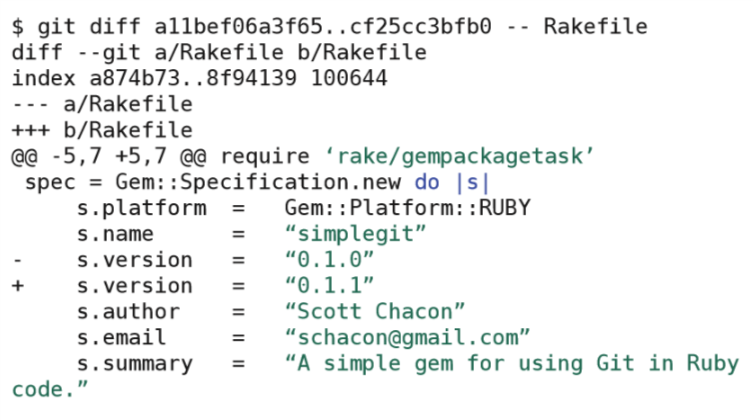 $ git diff a11bef06a3f65..cf25cc3bfb0 -- Rakefile
diff --git a/Rakefile b/Rakefile
index a874b73..8f94139 100644
--- a/Rakefile
+++ b/Rakefile
@@ -5,7 +5,7 @@ require ‘rake/gempackagetask’
 spec = Gem::Specification.new do |s|
     s.platform  =   Gem::Platform::RUBY
     s.name      =   “simplegit”
-    s.version   =   “0.1.0”
+    s.version   =   “0.1.1”
     s.author    =   “Scott Chacon”
     s.email     =   “schacon@gmail.com”
     s.summary   =   “A simple gem for using Git in Ruby
code.”